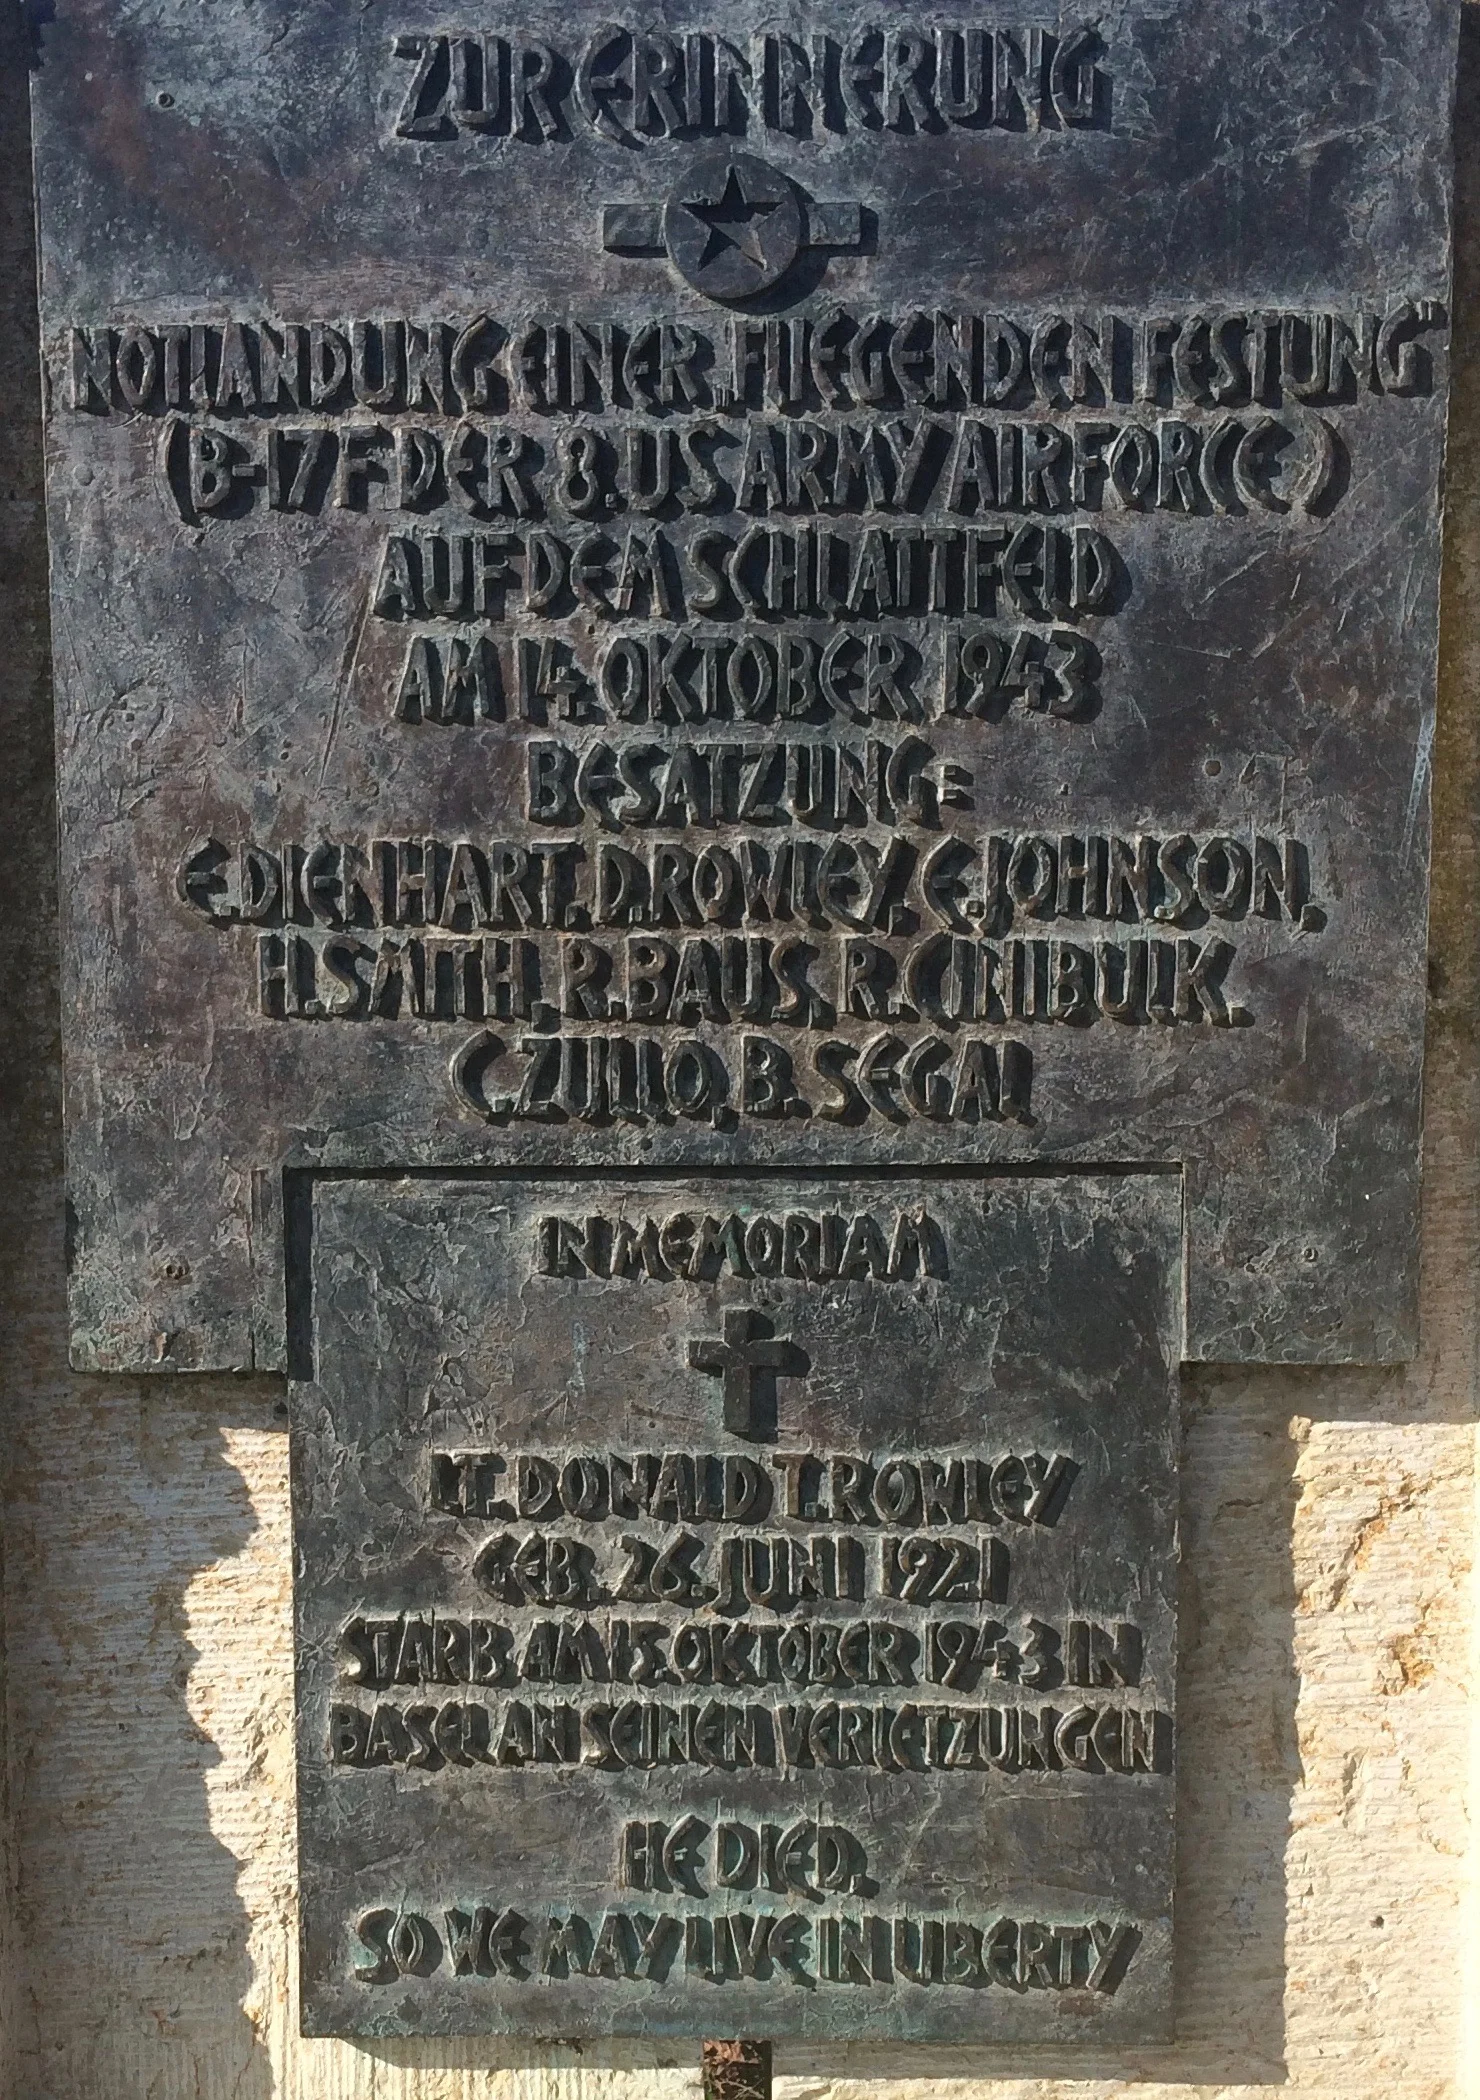 ZUR ERINNERUNG
NOTLANDUNG EINER „FLIEGENDEN FESTUNG"
(B-17F DER 8. US ARMY AIR FORCE)
AUF DEM SCHLATTFELD
AM 14. OKTOBER 1943
BESATZUNG:
E. DIENHART, D. ROWLEY, E. JOHNSON,
H. SMITH, R. BAUS, R. CINIBULK,
C. ZULLO, B. SEGAL
IN MEMORIAM
LT. DONALD T. ROWLEY
GEB. 26. JUNI 1921
STARB AM 15. OKTOBER 1943 IN
BASEL AN SEINEN VERLETZUNGEN
HE DIED,
SO WE MAY LIVE IN LIBERTY